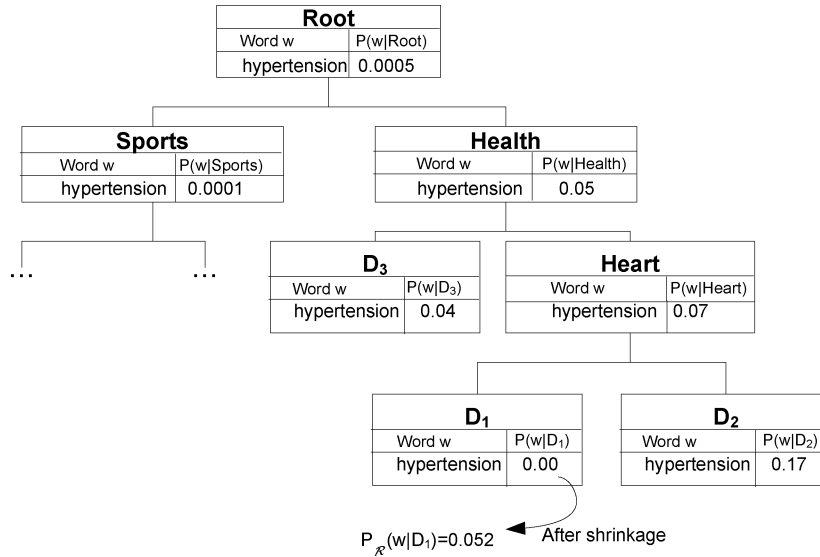 Root
Word w P(w|Root)
hypertension 0.0005
Sports
Word w P(w|Sports)
hypertension 0.0001
Health
Word w P(w|Health)
hypertension 0.05
... ...
D₃
Word w P(w|D₃)
hypertension 0.04
Heart
Word w P(w|Heart)
hypertension 0.07
D₁
Word w P(w|D₁)
hypertension 0.00
D₂
Word w P(w|D₂)
hypertension 0.17
P_ℛ(w|D₁)=0.052 After shrinkage